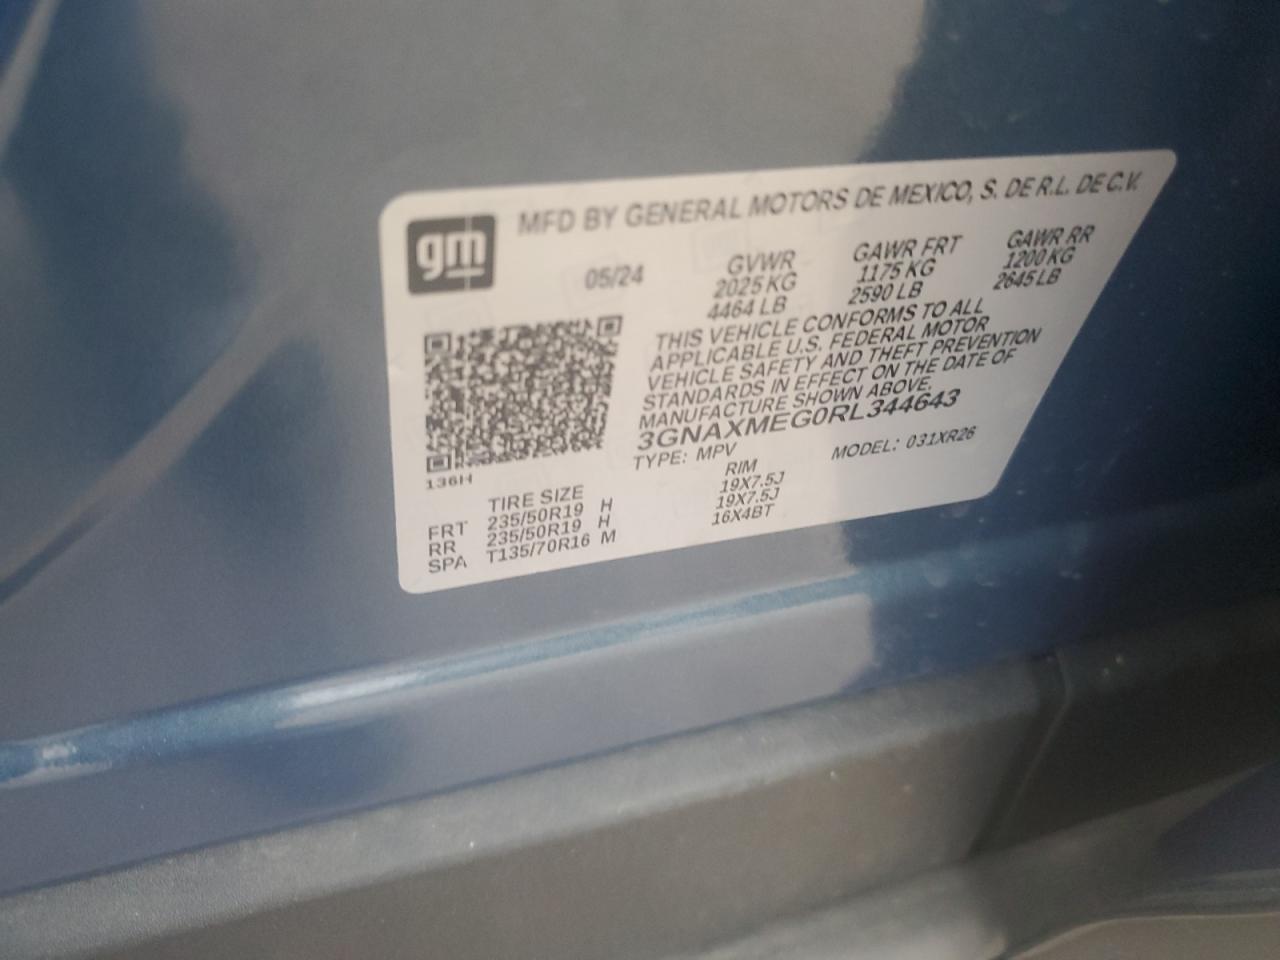 gm
MFD BY GENERAL MOTORS DE MEXICO, S. DE R.L. DE C.V.
05/24 GVWR GAWR FRT GAWR RR
2025 KG 1175 KG 1200 KG
4464 LB 2590 LB 2645 LB
THIS VEHICLE CONFORMS TO ALL
APPLICABLE U.S. FEDERAL MOTOR
VEHICLE SAFETY AND THEFT PREVENTION
STANDARDS IN EFFECT ON THE DATE OF
MANUFACTURE SHOWN ABOVE.
3GNAXMEG0RL344643
TYPE: MPV MODEL: 031XR26
136H
TIRE SIZE RIM
FRT 235/50R19 H 19X7.5J
RR 235/50R19 H 19X7.5J
SPA T135/70R16 M 16X4BT